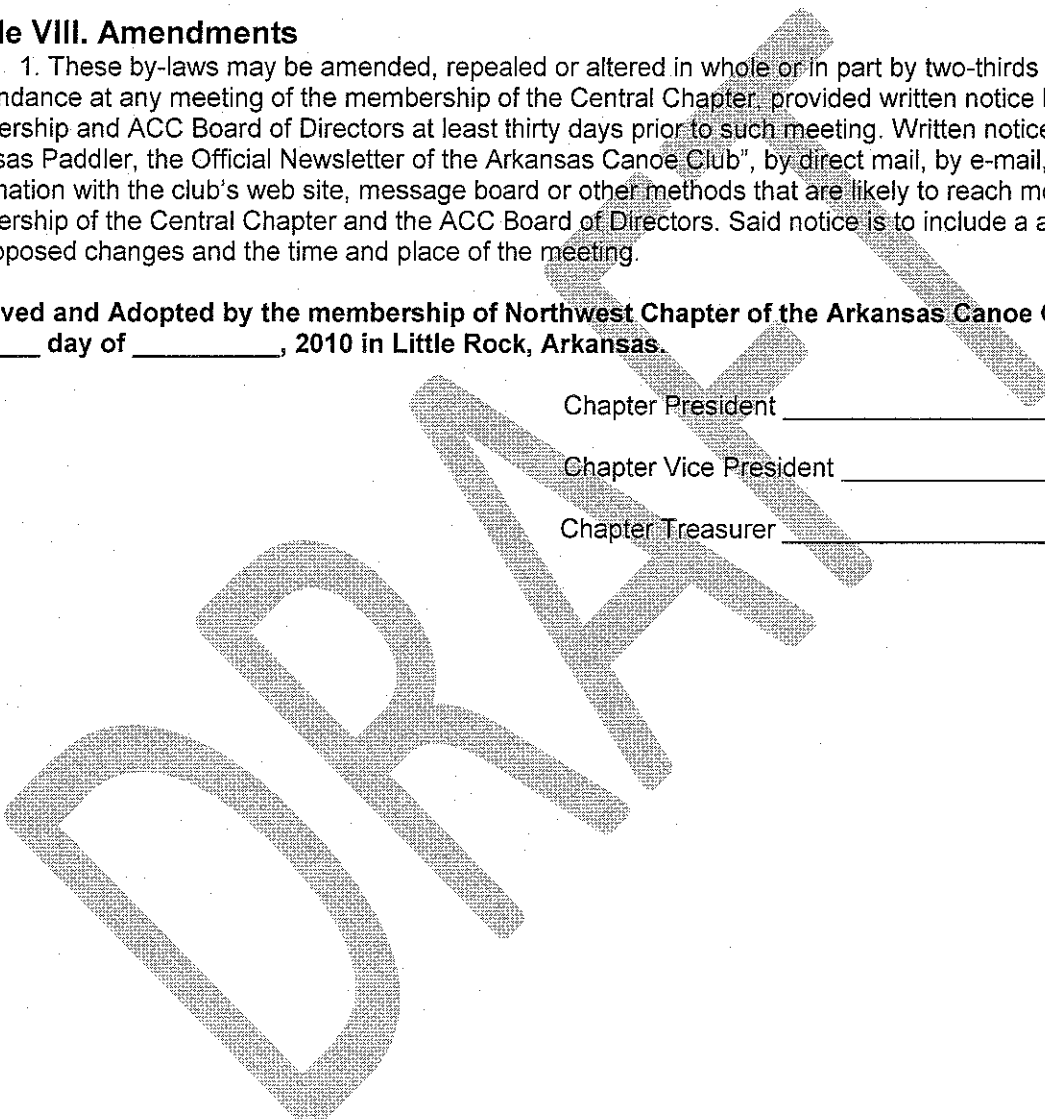 le VIII. Amendments
1. These by-laws may be amended, repealed or altered in whole or in part by two-thirds
ndance at any meeting of the membership of the Central Chapter, provided written notice
ership and ACC Board of Directors at least thirty days prior to such meeting. Written notice
sas Paddler, the Official Newsletter of the Arkansas Canoe Club", by direct mail, by e-mail,
nation with the club's web site, message board or other methods that are likely to reach
ership of the Central Chapter and the ACC Board of Directors. Said notice is to include a a
oposed changes and the time and place of the meeting.
ved and Adopted by the membership of Northwest Chapter of the Arkansas Canoe
____ day of __________, 2010 in Little Rock, Arkansas.
Chapter President ____________________
Chapter Vice President ________________
Chapter Treasurer ____________________
DRAFT